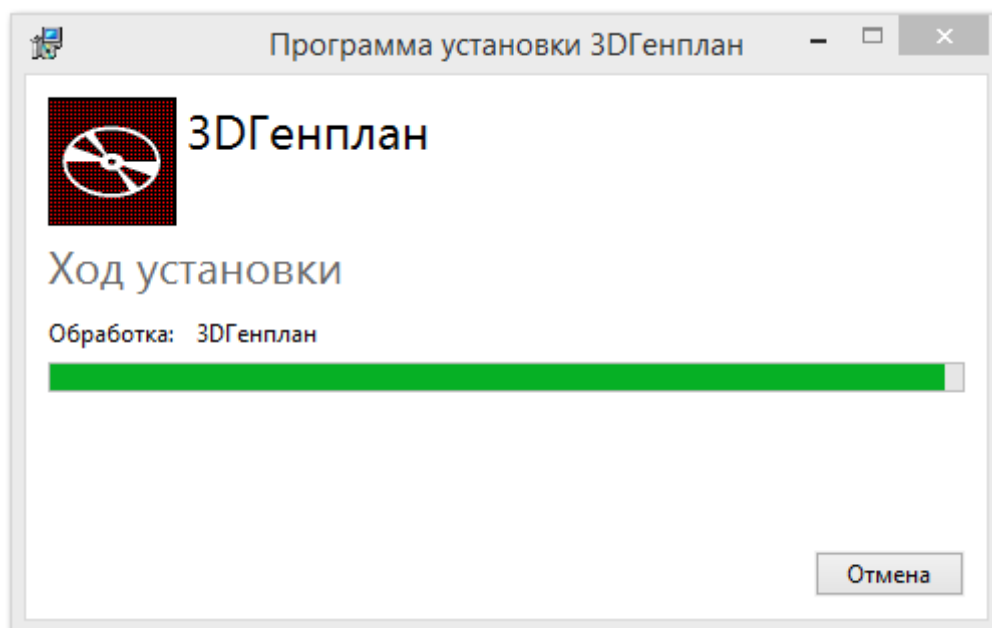 Программа установки 3DГенплан
3DГенплан
Ход установки
Обработка: 3DГенплан
Отмена